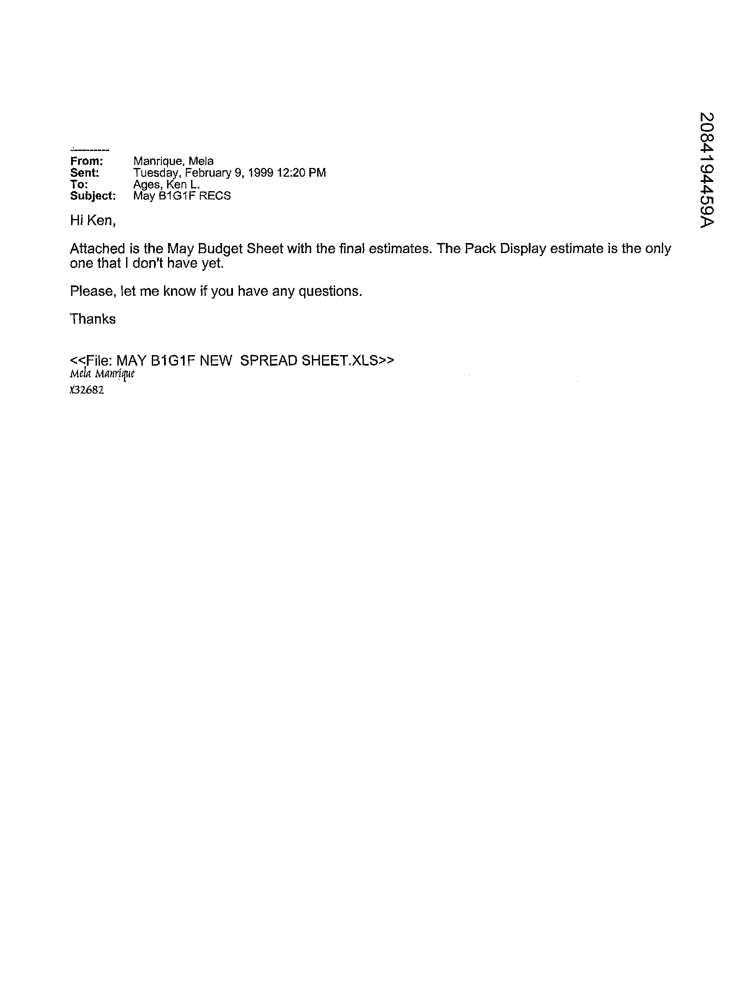 From: Manrique, Mela
Sent: Tuesday, February 9, 1999 12:20 PM
To: Ages, Ken L.
Subject: May B1G1F RECS
Hi Ken,
Attached is the May Budget Sheet with the final estimates. The Pack Display estimate is the only
one that I don't have yet.
Please, let me know if you have any questions.
Thanks
<<File: MAY B1G1F NEW SPREAD SHEET.XLS>>
Mela Manrique
x32682
2084194459A